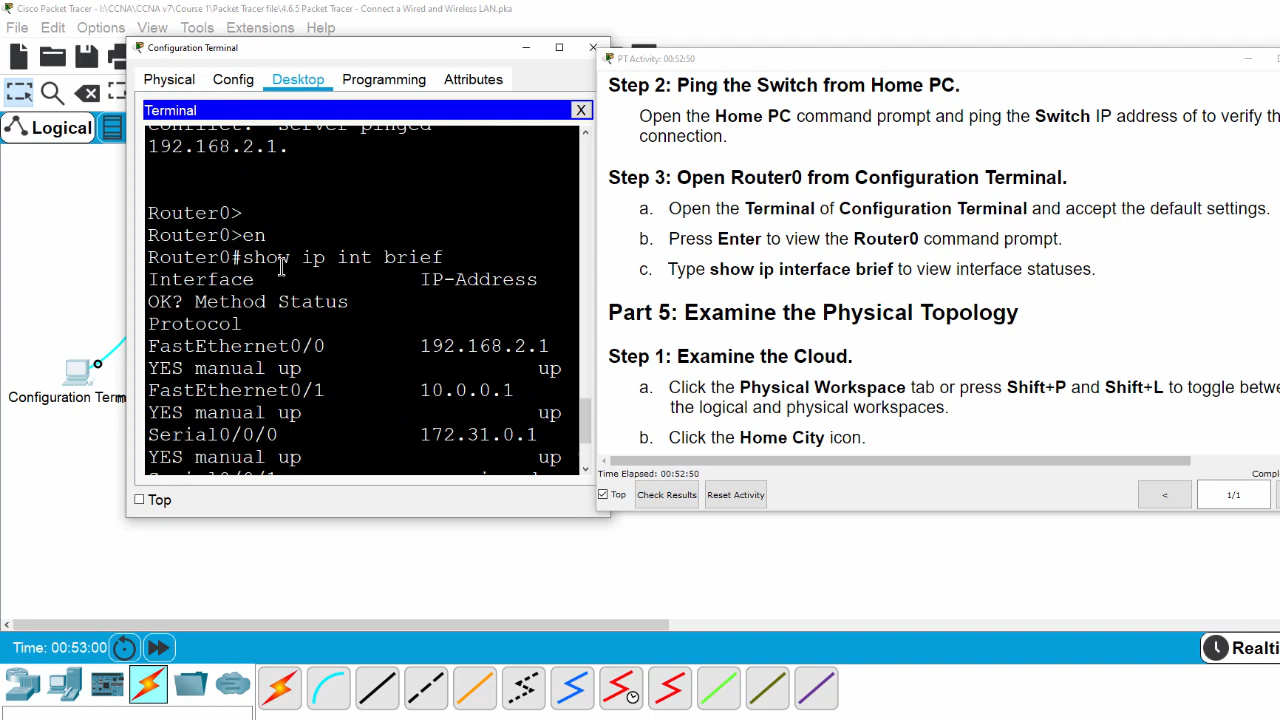 Cisco Packet Tracer - I:\CCNA\CCNA v7\Course 1\Packet Tracer file\4.6.5 Packet Tracer - Connect a Wired and Wireless LAN.pka
File Edit Options View Tools Extensions Help
Logical
Configuration Terminal
Physical Config Desktop Programming Attributes
Terminal X
Conflict: Server pinged
192.168.2.1.
Router0>
Router0>en
Router0#show ip int brief
Interface IP-Address
OK? Method Status
Protocol
FastEthernet0/0 192.168.2.1
YES manual up up
FastEthernet0/1 10.0.0.1
YES manual up up
Serial0/0/0 172.31.0.1
YES manual up up
Top
Configuration Term
PT Activity: 00:52:50
Step 2: Ping the Switch from Home PC.
Open the Home PC command prompt and ping the Switch IP address of to verify the
connection.
Step 3: Open Router0 from Configuration Terminal.
a. Open the Terminal of Configuration Terminal and accept the default settings.
b. Press Enter to view the Router0 command prompt.
c. Type show ip interface brief to view interface statuses.
Part 5: Examine the Physical Topology
Step 1: Examine the Cloud.
a. Click the Physical Workspace tab or press Shift+P and Shift+L to toggle betwe
the logical and physical workspaces.
b. Click the Home City icon.
Time Elapsed: 00:52:50 Comple
Top Check Results Reset Activity < 1/1
Time: 00:53:00 Realti